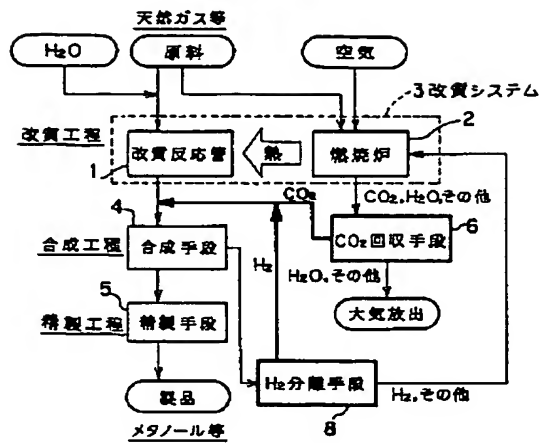 天然ガス等
H₂O
原料
空気
3 改質システム
改質工程
2
改質反応管
熱
燃焼炉
1
CO₂
CO₂,H₂O,その他
4
6
合成工程
合成手段
H₂
CO₂回収手段
H₂O,その他
5
精製工程
精製手段
大気放出
H₂分離手段
H₂,その他
製品
8
メタノール等